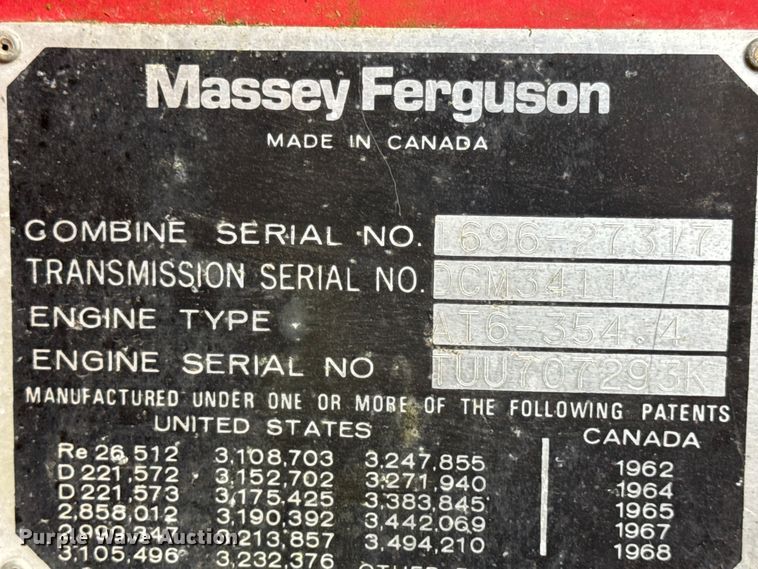 Massey Ferguson
MADE IN CANADA
COMBINE SERIAL NO. 1696-27317
TRANSMISSION SERIAL NO. DCM3411
ENGINE TYPE AT6-354.4
ENGINE SERIAL NO TUU707293K
MANUFACTURED UNDER ONE OR MORE OF THE FOLLOWING PATENTS
UNITED STATES CANADA
Re 26,512 3,108,703 3,247,855 1962
D 221,572 3,152,702 3,271,940 1964
D 221,573 3,175,425 3,383,845 1965
2,858,012 3,190,392 3,442,069 1967
3,213,857 3,494,210 1968
3,105,496 3,232,376
Purple Wave Auction